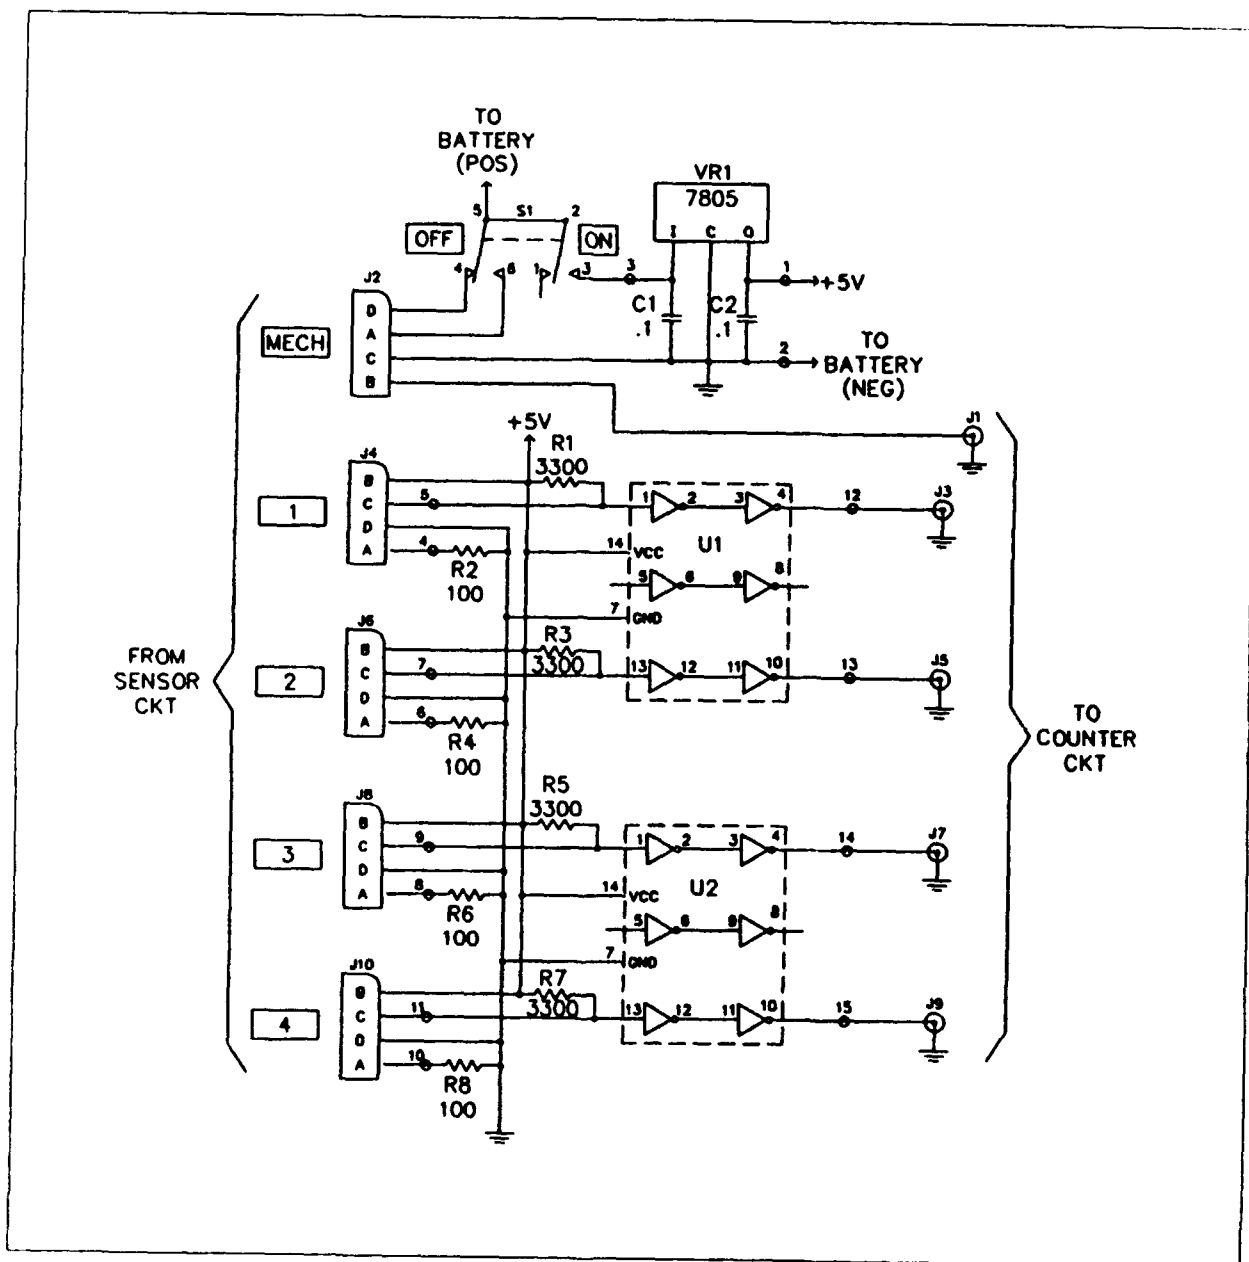 TO
BATTERY
(POS)
VR1
7805
I C O
5 S1 2
OFF
ON
4 6 1 3 3
1
+5V
J2
D
A
C
B
MECH
C1
.1
C2
.1
2
TO
BATTERY
(NEG)
J1
+5V
R1
3300
J4
B
C
D
A
1
5
4
R2
100
1 2 3 4
12
J3
14 VCC
U1
5 6 9 8
7 GND
J6
B
C
D
A
2
7
6
R3
3300
R4
100
13 12 11 10
13
J5
FROM
SENSOR
CKT
TO
COUNTER
CKT
R5
3300
J8
B
C
D
A
3
9
8
R6
100
1 2 3 4
14
J7
14 VCC
U2
5 6 9 8
7 GND
J10
B
C
D
A
4
11
10
R7
3300
R8
100
13 12 11 10
15
J9